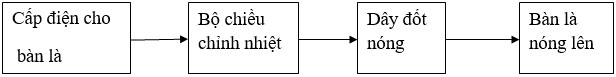 Cấp điện cho
bàn là
Bộ chiều
chỉnh nhiệt
Dây đốt
nóng
Bàn là
nóng lên